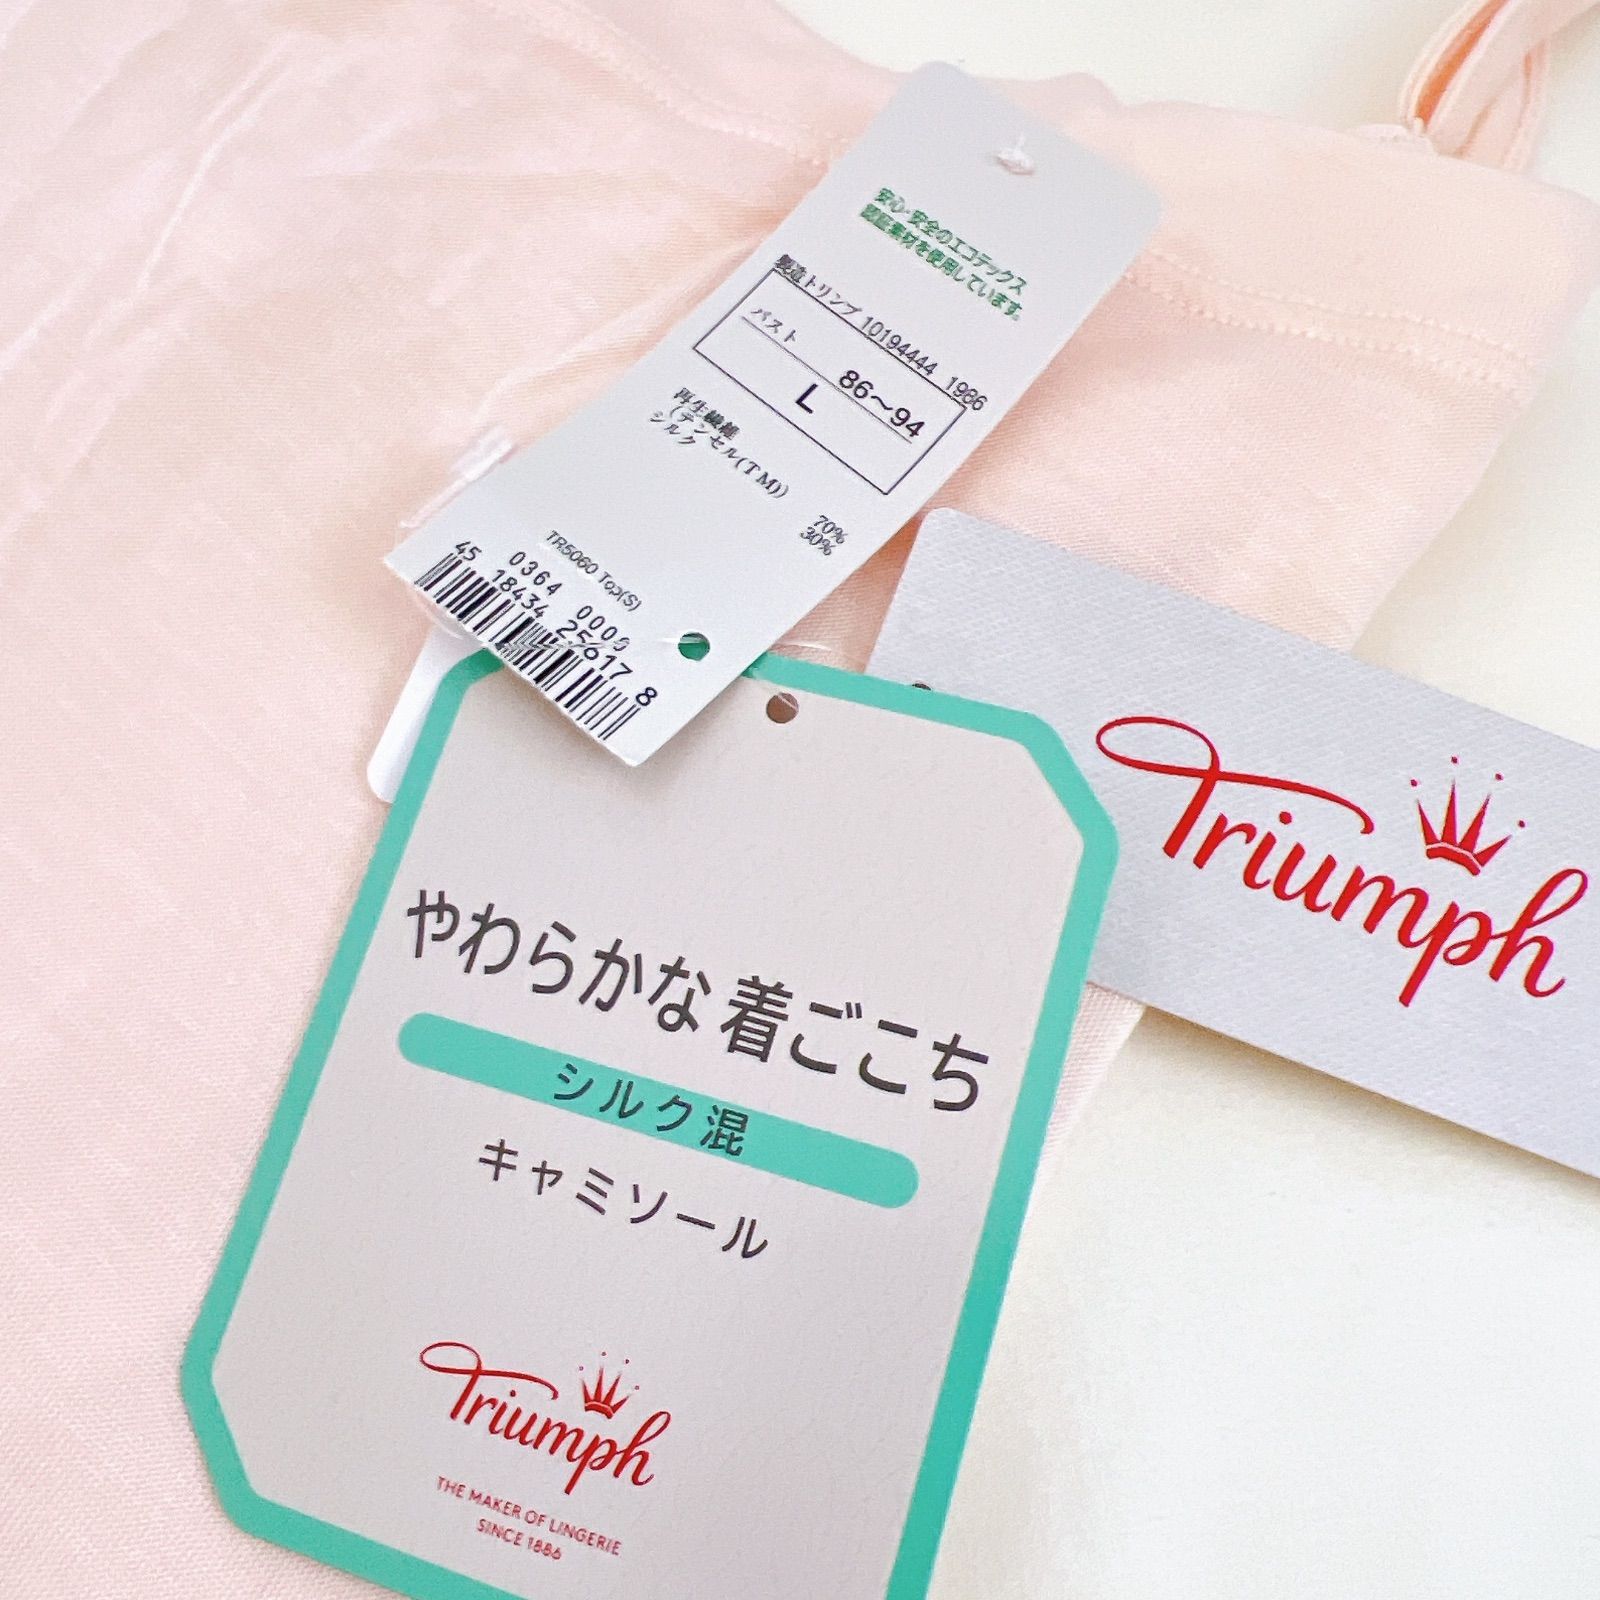 安心・安全のエコテックス
認証素材を使用しています。
製造トリンプ 10194444 1986
バスト 86〜94
L
再生繊維
(テンセル(TM)) 70%
シルク 30%
TR5060 Top(S)
45 0364 0000
18434 25617 8
Triumph
やわらかな着ごこち
シルク混
キャミソール
Triumph
THE MAKER OF LINGERIE
SINCE 1886